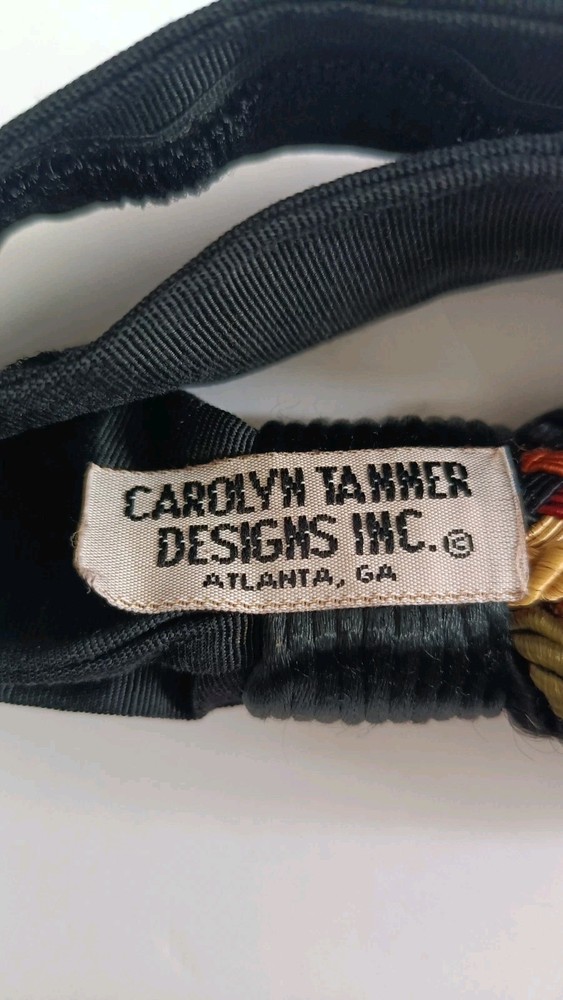 CAROLYN TANNER
DESIGNS INC.©
ATLANTA, GA